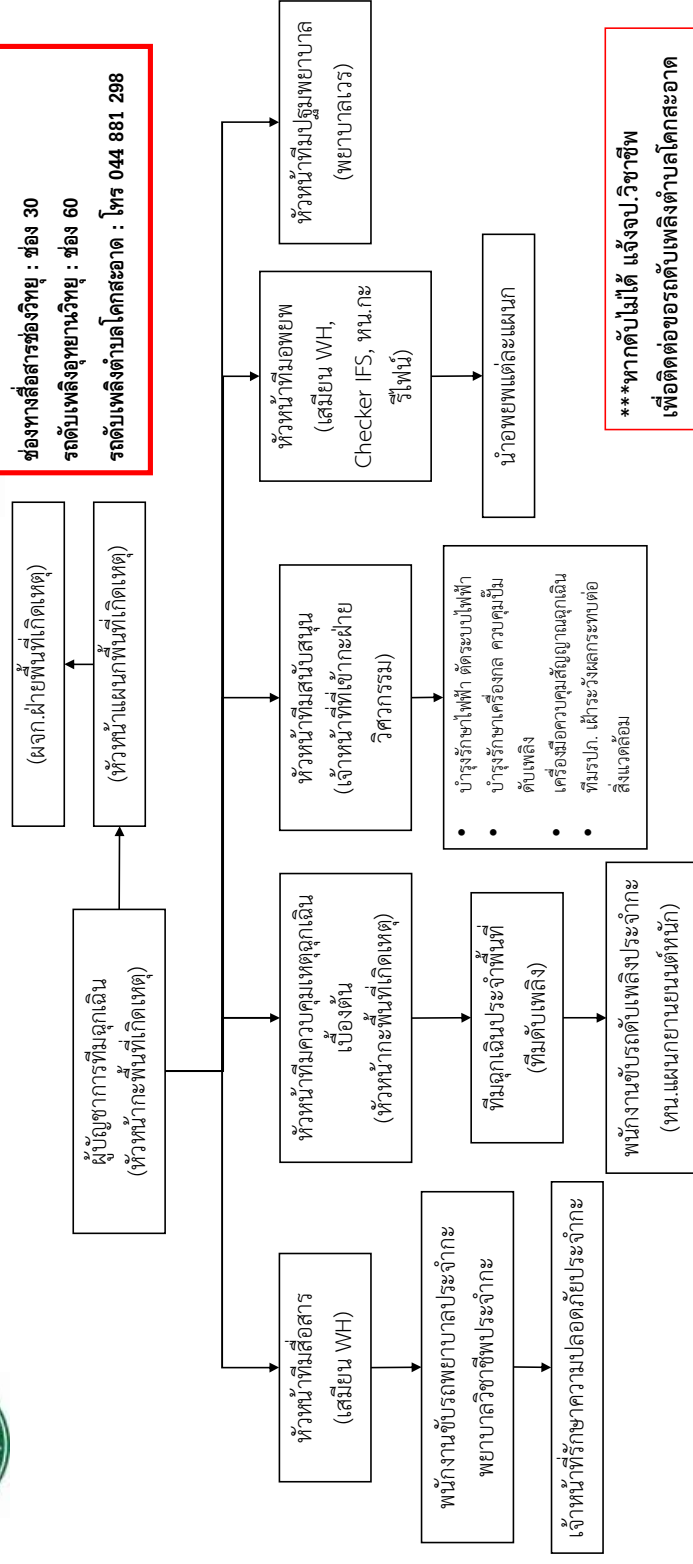 ช่องทางสื่อสารช่องวิทยุ : ช่อง 30
รถดับเพลิงอุทยานวิทยุ : ช่อง 60
รถดับเพลิงตำบลโคกสะอาด : โทร 044 881 298
(ผจก.ฝ่ายพื้นที่เกิดเหตุ)
(หัวหน้าแผนกพื้นที่เกิดเหตุ)
ผู้บัญชาการทีมฉุกเฉิน
(หัวหน้ากะพื้นที่เกิดเหตุ)
หัวหน้าทีมสื่อสาร
(เสมียน WH)
พนักงานขับรถพยาบาลประจำกะ
พยาบาลวิชาชีพประจำกะ
เจ้าหน้าที่รักษาความปลอดภัยประจำกะ
หัวหน้าทีมควบคุมเหตุฉุกเฉิน
เบื้องต้น
(หัวหน้ากะพื้นที่เกิดเหตุ)
ทีมฉุกเฉินประจำพื้นที่
(ทีมดับเพลิง)
พนักงานขับรถดับเพลิงประจำกะ
(หน.แผนกยานยนต์หนัก)
หัวหน้าทีมสนับสนุน
(เจ้าหน้าที่ที่เข้ากะฝ่าย
วิศวกรรม)
• บำรุงรักษาไฟฟ้า ตัดระบบไฟฟ้า
• บำรุงรักษาเครื่องกล ควบคุมปั๊ม
ดับเพลิง
• เครื่องมือควบคุมสัญญาณฉุกเฉิน
• ทีมรปภ. เฝ้าระวังผลกระทบต่อ
สิ่งแวดล้อม
หัวหน้าทีมอพยพ
(เสมียน WH,
Checker IFS, หน.กะ
รีไฟน์)
นำอพยพแต่ละแผนก
หัวหน้าทีมปฐมพยาบาล
(พยาบาลเวร)
***หากดับไม่ได้ แจ้งจป.วิชาชีพ
เพื่อติดต่อขอรถดับเพลิงตำบลโคกสะอาด